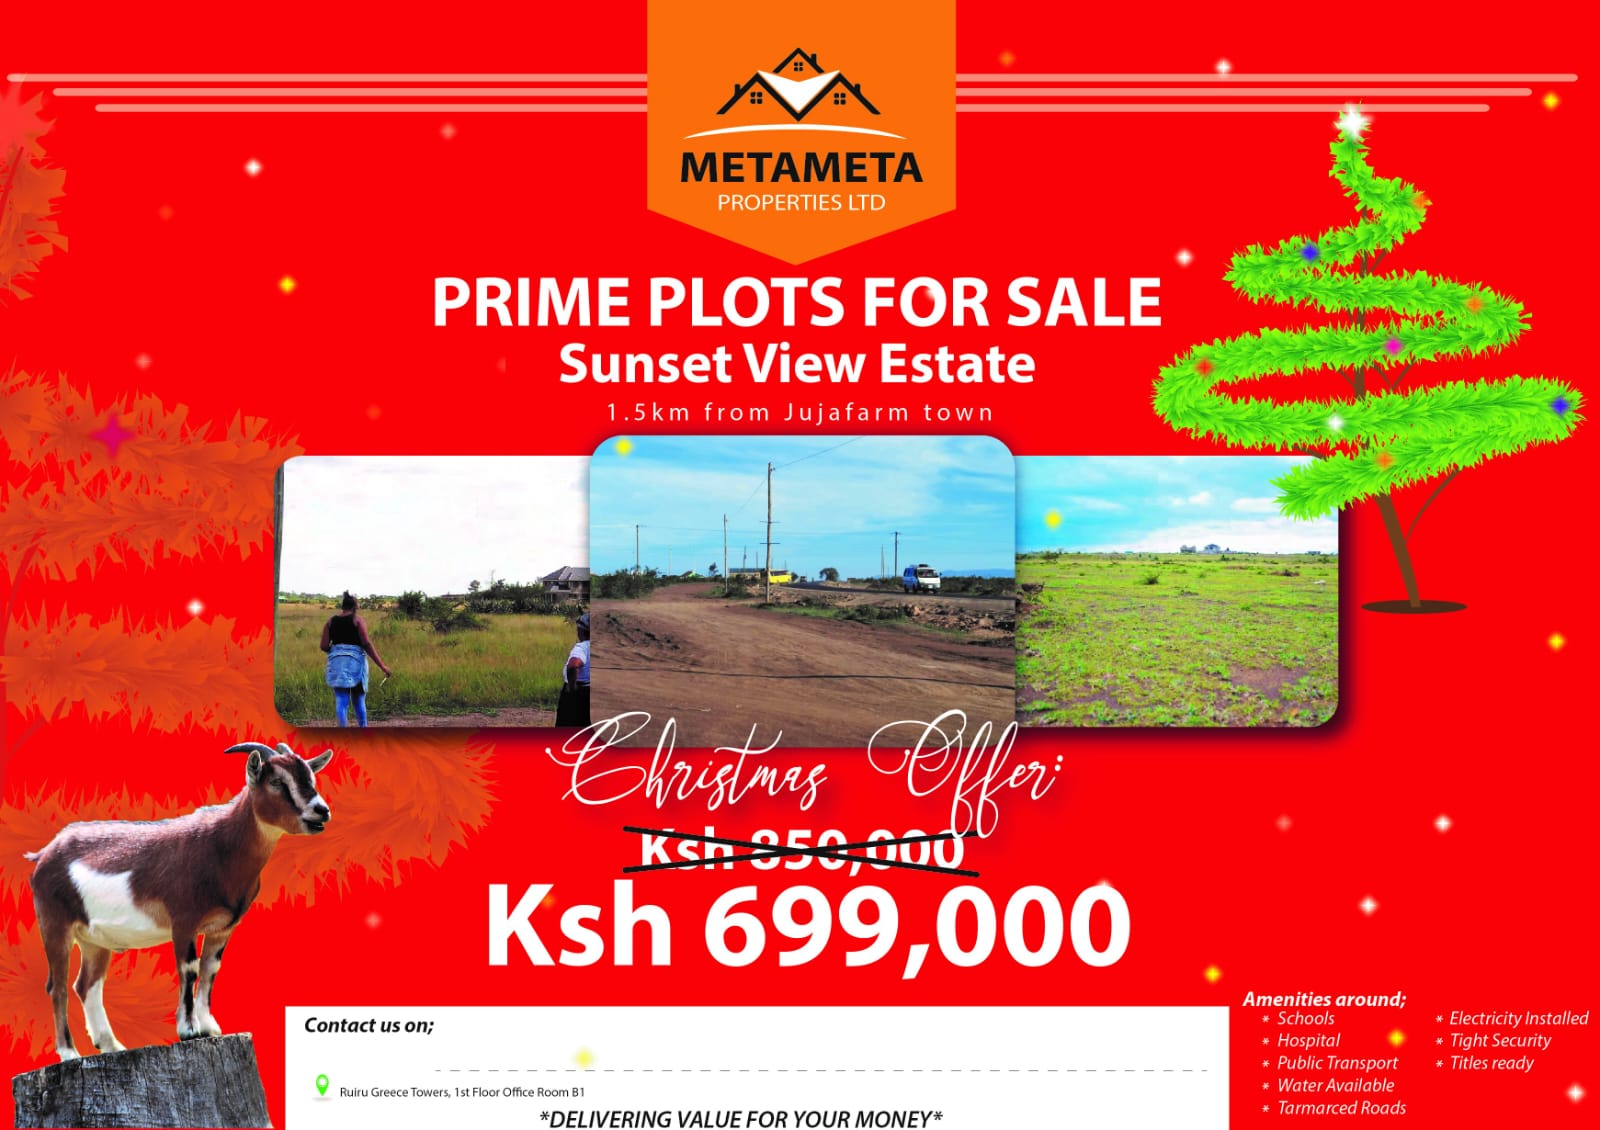 METAMETA
PROPERTIES LTD
PRIME PLOTS FOR SALE
Sunset View Estate
1.5km from Jujafarm town
Christmas Offer:
Ksh 850,000
Ksh 699,000
Contact us on;
Ruiru Greece Towers, 1st Floor Office Room B1
*DELIVERING VALUE FOR YOUR MONEY*
Amenities around;
* Schools
* Hospital
* Public Transport
* Water Available
* Tarmarced Roads
* Electricity Installed
* Tight Security
* Titles ready